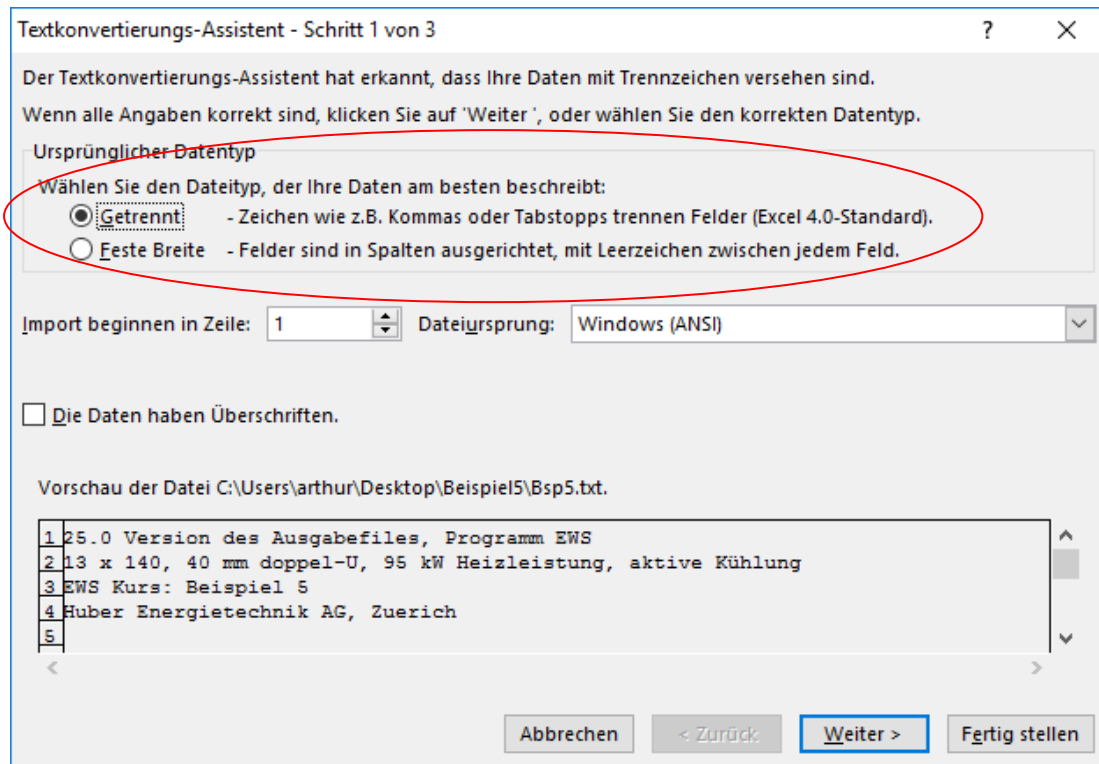 Textkonvertierungs-Assistent - Schritt 1 von 3
Der Textkonvertierungs-Assistent hat erkannt, dass Ihre Daten mit Trennzeichen versehen sind.
Wenn alle Angaben korrekt sind, klicken Sie auf 'Weiter ', oder wählen Sie den korrekten Datentyp.
Ursprünglicher Datentyp
Wählen Sie den Dateityp, der Ihre Daten am besten beschreibt:
Getrennt - Zeichen wie z.B. Kommas oder Tabstopps trennen Felder (Excel 4.0-Standard).
Feste Breite - Felder sind in Spalten ausgerichtet, mit Leerzeichen zwischen jedem Feld.
Import beginnen in Zeile: 1 Dateiursprung: Windows (ANSI)
Die Daten haben Überschriften.
Vorschau der Datei C:\Users\arthur\Desktop\Beispiel5\Bsp5.txt.
1 25.0 Version des Ausgabefiles, Programm EWS
2 13 x 140, 40 mm doppel-U, 95 kW Heizleistung, aktive Kühlung
3 EWS Kurs: Beispiel 5
4 Huber Energietechnik AG, Zuerich
5
Abbrechen < Zurück Weiter > Fertig stellen